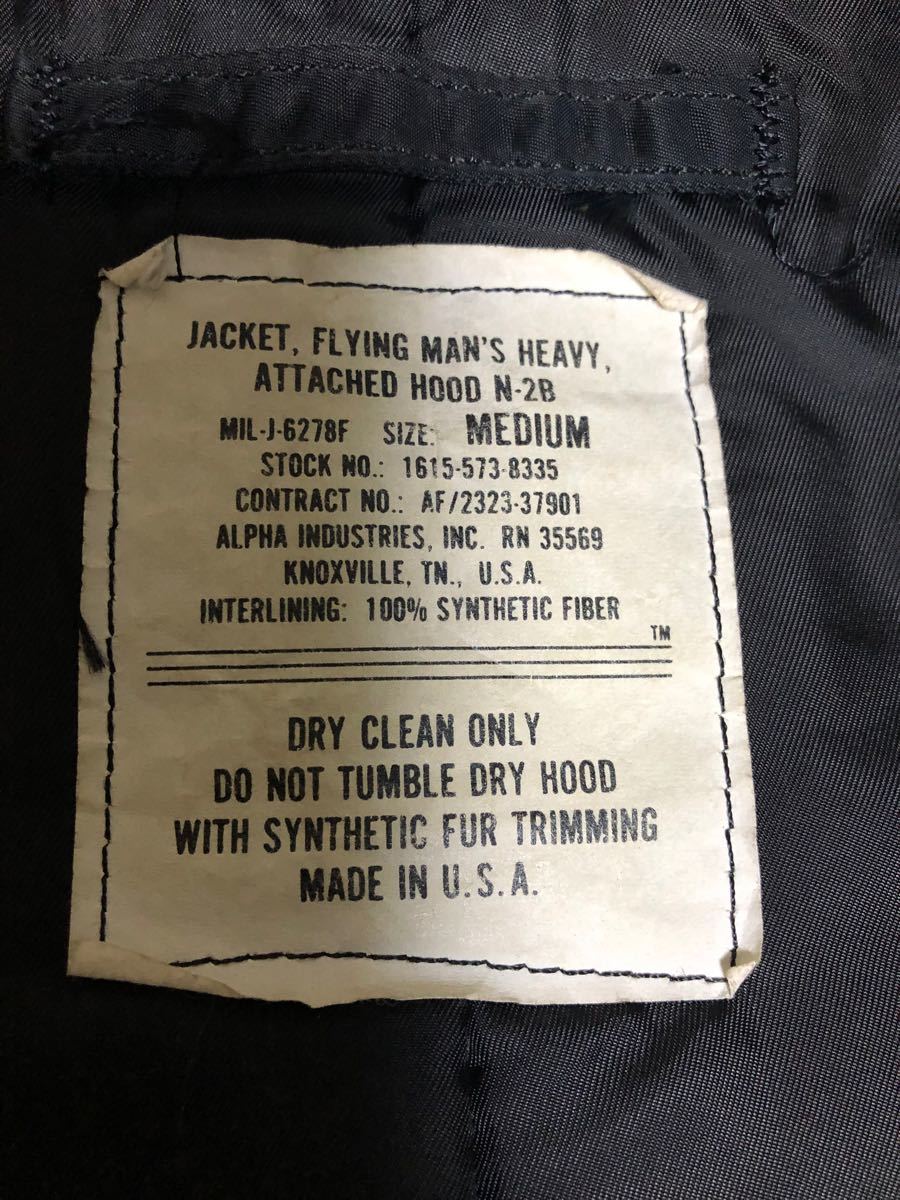 JACKET, FLYING MAN'S HEAVY,
ATTACHED HOOD N-2B
MIL-J-6278F SIZE: MEDIUM
STOCK NO.: 1615-573-8335
CONTRACT NO.: AF/2323-37901
ALPHA INDUSTRIES, INC. RN 35569
KNOXVILLE, TN., U.S.A.
INTERLINING: 100% SYNTHETIC FIBER
TM
DRY CLEAN ONLY
DO NOT TUMBLE DRY HOOD
WITH SYNTHETIC FUR TRIMMING
MADE IN U.S.A.